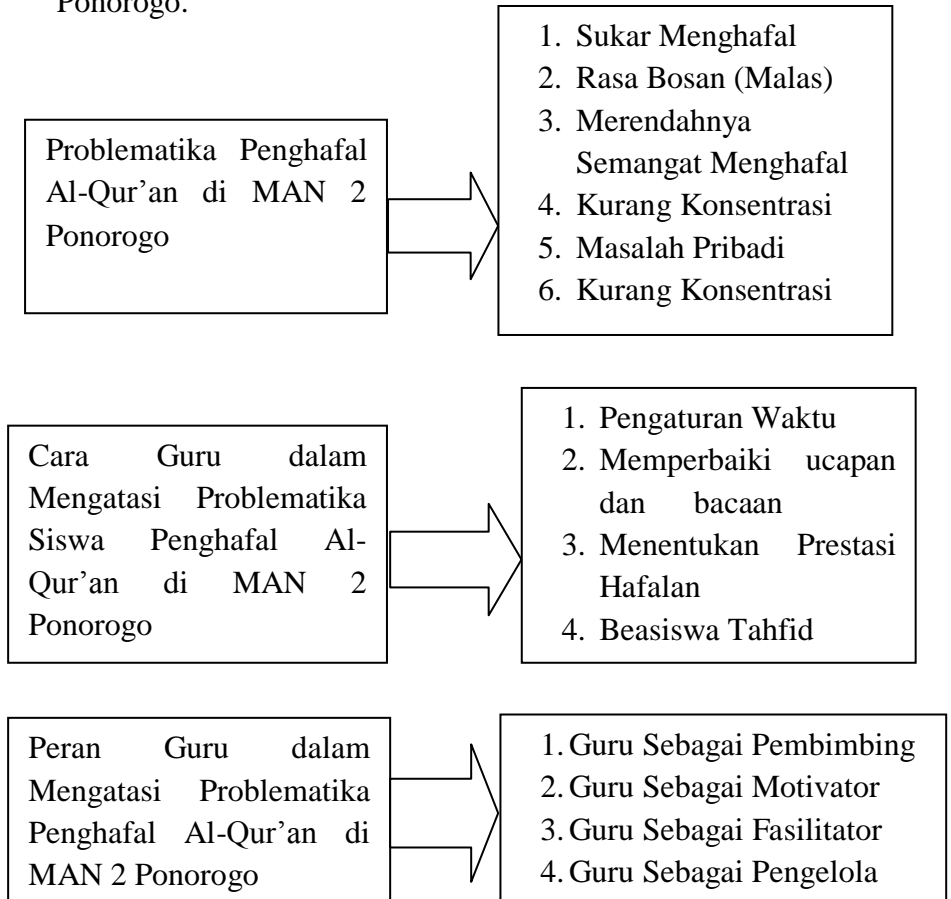 Ponorogo.
Problematika Penghafal
Al-Qur'an di MAN 2
Ponorogo
1. Sukar Menghafal
2. Rasa Bosan (Malas)
3. Merendahnya
Semangat Menghafal
4. Kurang Konsentrasi
5. Masalah Pribadi
6. Kurang Konsentrasi
Cara Guru dalam
Mengatasi Problematika
Siswa Penghafal Al-
Qur'an di MAN 2
Ponorogo
1. Pengaturan Waktu
2. Memperbaiki ucapan
dan bacaan
3. Menentukan Prestasi
Hafalan
4. Beasiswa Tahfid
Peran Guru dalam
Mengatasi Problematika
Penghafal Al-Qur'an di
MAN 2 Ponorogo
1. Guru Sebagai Pembimbing
2. Guru Sebagai Motivator
3. Guru Sebagai Fasilitator
4. Guru Sebagai Pengelola